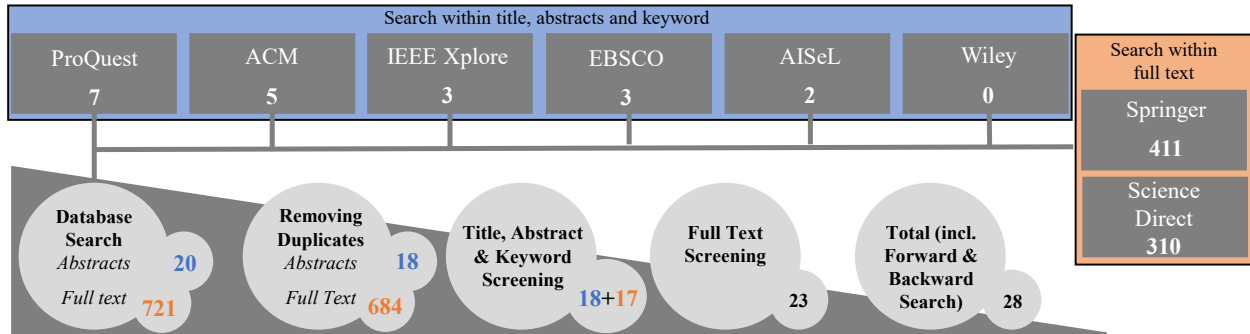 Search within title, abstracts and keyword
ProQuest
7
ACM
5
IEEE Xplore
3
EBSCO
3
AISeL
2
Wiley
0
Search within
full text
Springer
411
Science
Direct
310
Database
Search
Abstracts
20
Full text
721
Removing
Duplicates
Abstracts
18
Full Text
684
Title, Abstract
& Keyword
Screening
18+17
Full Text
Screening
23
Total (incl.
Forward &
Backward
Search)
28